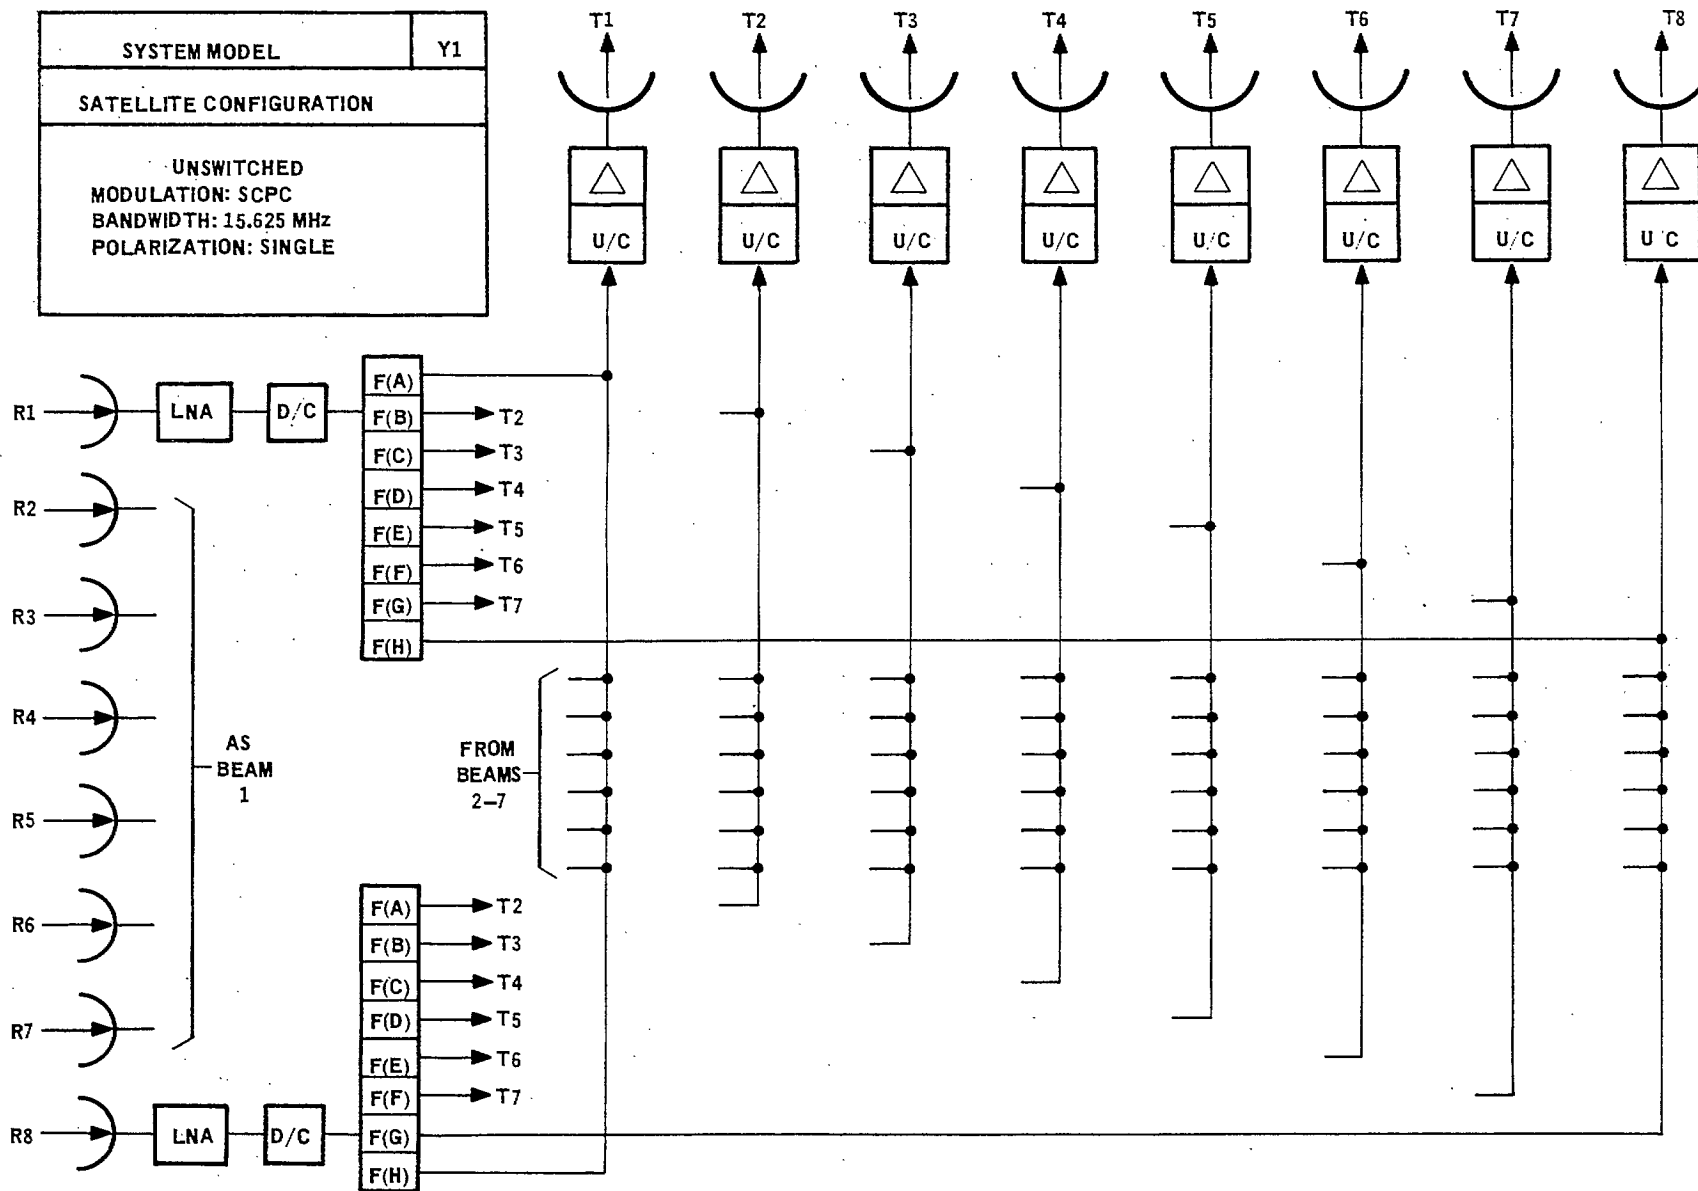 T1 T2 T3 T4 T5 T6 T7 T8
SYSTEM MODEL Y1
SATELLITE CONFIGURATION
UNSWITCHED
MODULATION: SCPC
BANDWIDTH: 15.625 MHz
POLARIZATION: SINGLE
U/C U/C U/C U/C U/C U/C U/C U C
F(A)
R1 LNA D/C F(B) T2
F(C) T3
R2 F(D) T4
F(E) T5
F(F) T6
R3 F(G) T7
F(H)
R4
AS
BEAM
1
FROM
BEAMS
2–7
R5
F(A) T2
R6 F(B) T3
F(C) T4
R7 F(D) T5
F(E) T6
F(F) T7
R8 LNA D/C F(G)
F(H)